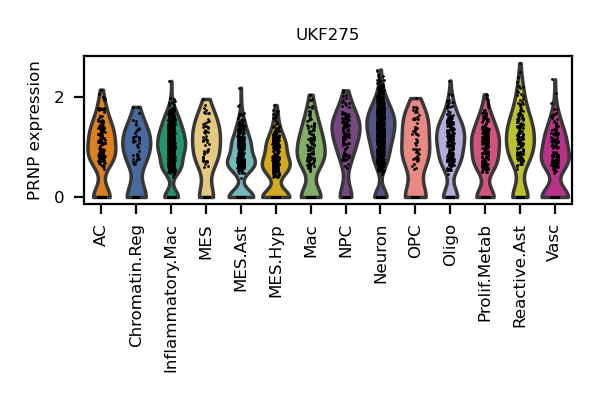 UKF275
PRNP expression
2
0
AC
Chromatin.Reg
Inflammatory.Mac
MES
MES.Ast
MES.Hyp
Mac
NPC
Neuron
OPC
Oligo
Prolif.Metab
Reactive.Ast
Vasc